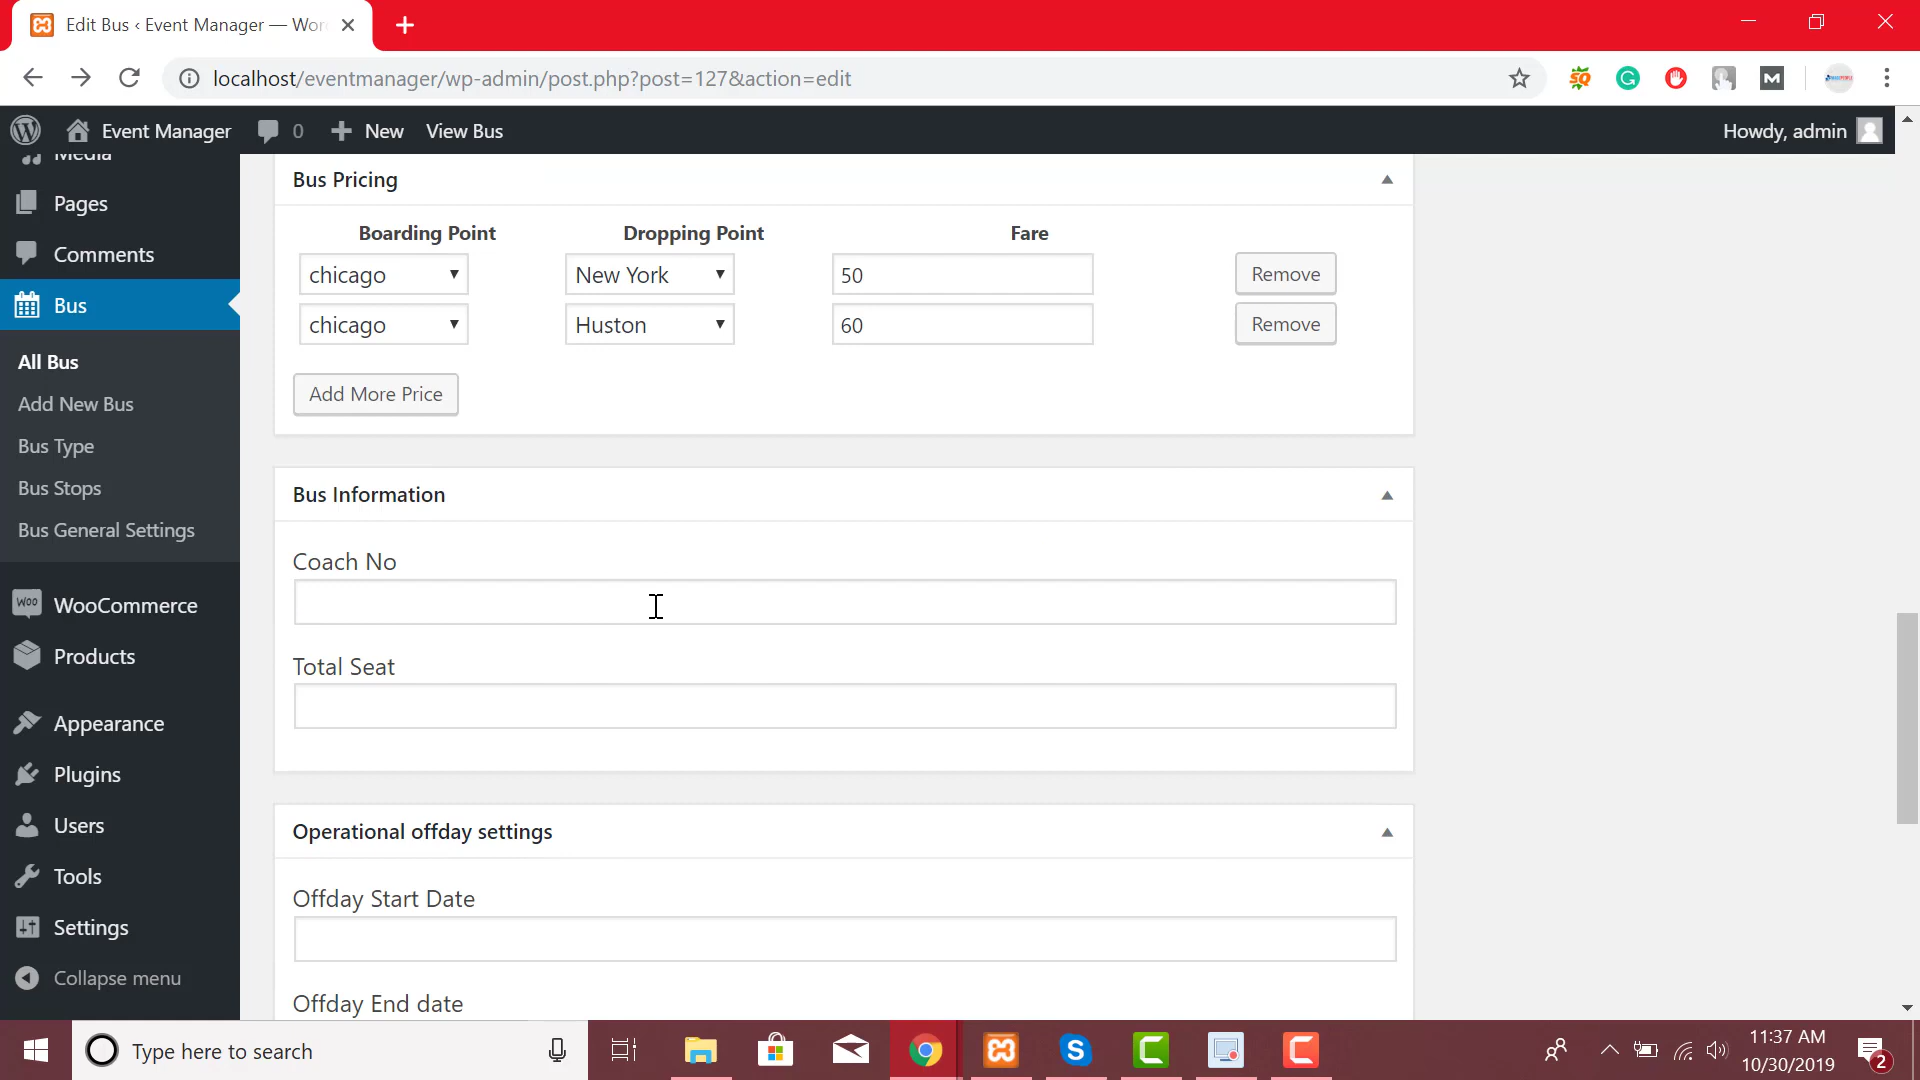 Edit Bus ‹ Event Manager — Wor
localhost/eventmanager/wp-admin/post.php?post=127&action=edit
SQ
G
M
Event Manager
0
New
View Bus
Howdy, admin
Media
Pages
Comments
Bus
All Bus
Add New Bus
Bus Type
Bus Stops
Bus General Settings
Woo
WooCommerce
Products
Appearance
Plugins
Users
Tools
Settings
Collapse menu
Bus Pricing
Boarding Point Dropping Point Fare
chicago New York 50 Remove
chicago Huston 60 Remove
Add More Price
Bus Information
Coach No
Total Seat
Operational offday settings
Offday Start Date
Offday End date
Type here to search
S
11:37 AM
10/30/2019
2